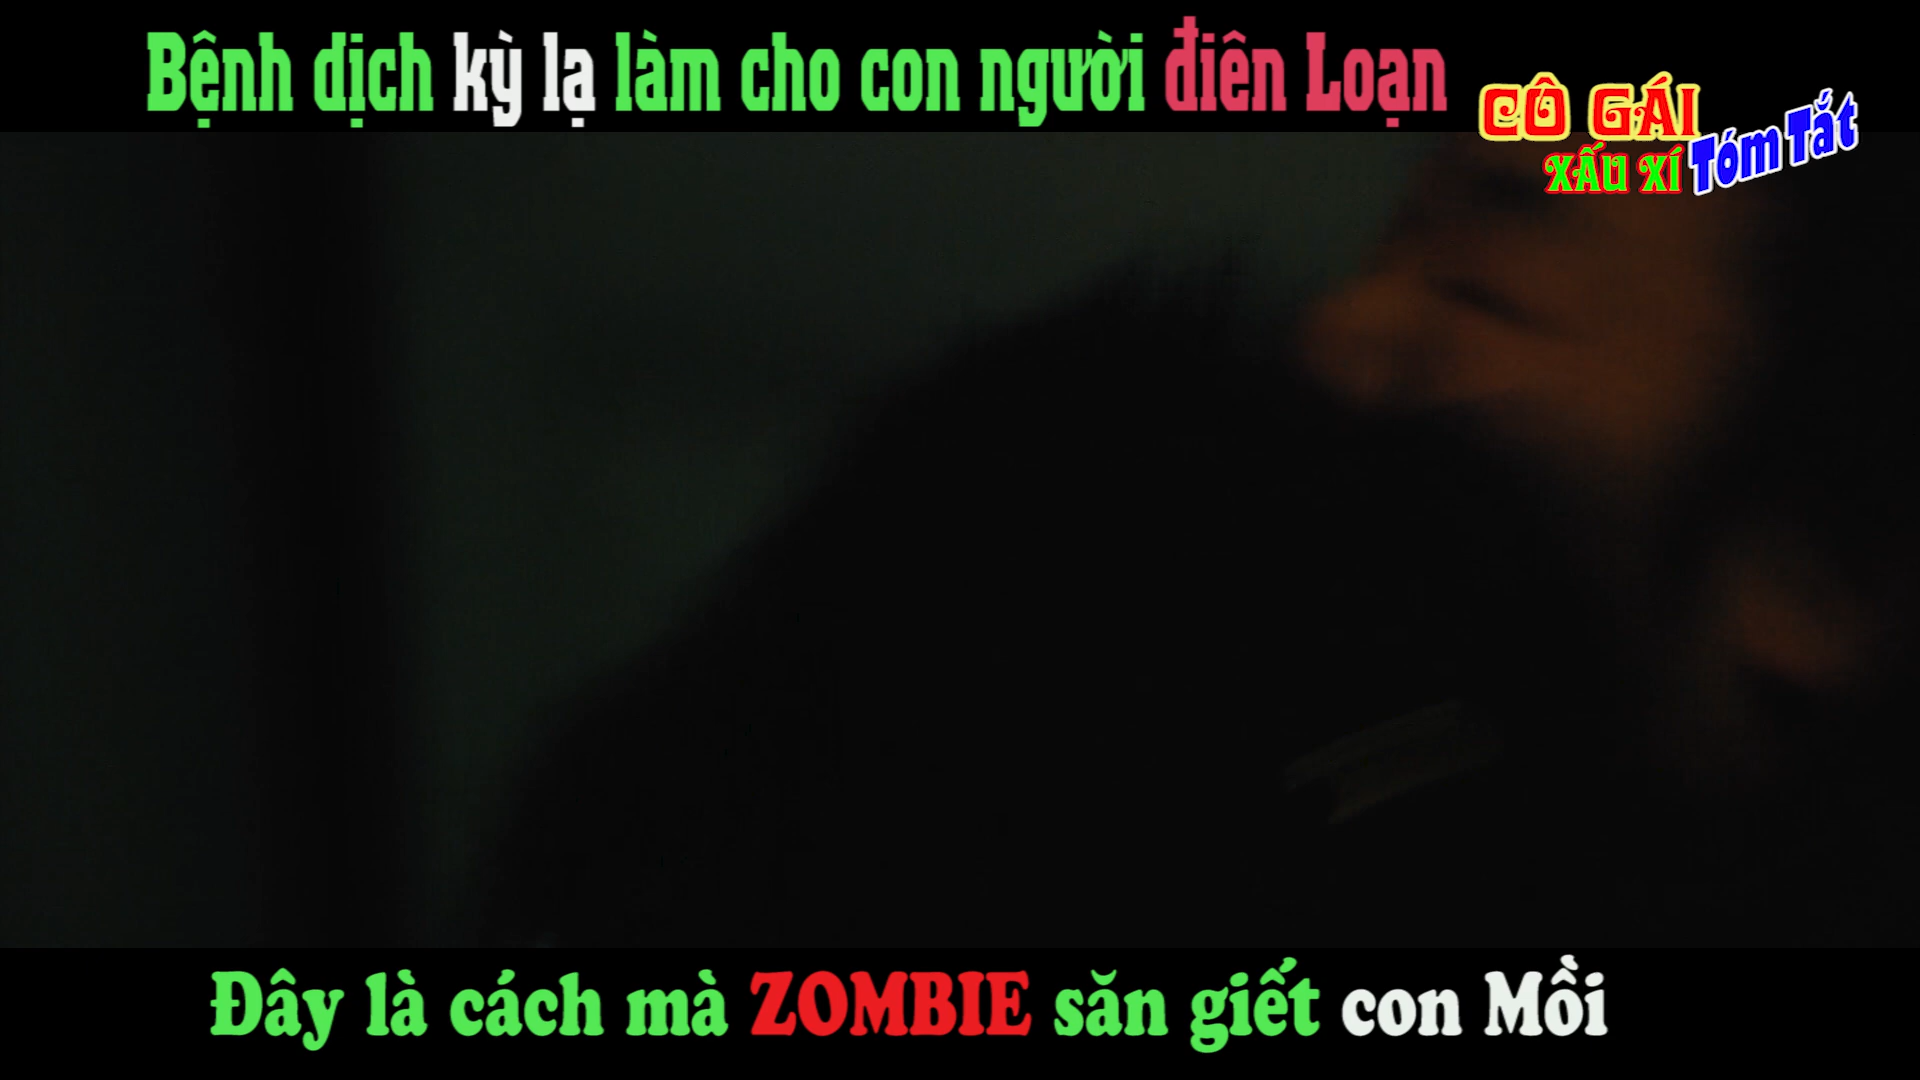 Bệnh dịch kỳ lạ làm cho con người điên Loạn
CÔ GÁI
XẤU XÍ Tóm Tắt
Đây là cách mà ZOMBIE săn giết con Mồi